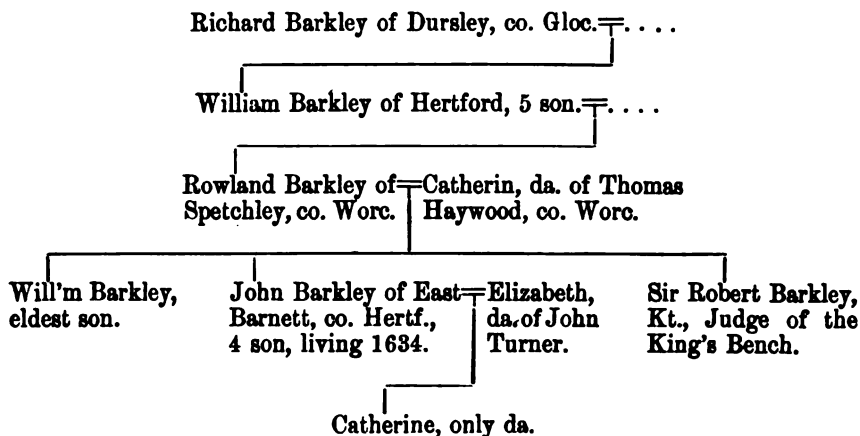 Richard Barkley of Dursley, co. Gloc.=. . . .
William Barkley of Hertford, 5 son.=. . . .
Rowland Barkley of=Catherin, da. of Thomas
Spetchley, co. Worc. Haywood, co. Worc.
Will'm Barkley,
eldest son.
John Barkley of East=Elizabeth,
Barnett, co. Hertf., da. of John
4 son, living 1634. Turner.
Sir Robert Barkley,
Kt., Judge of the
King's Bench.
Catherine, only da.